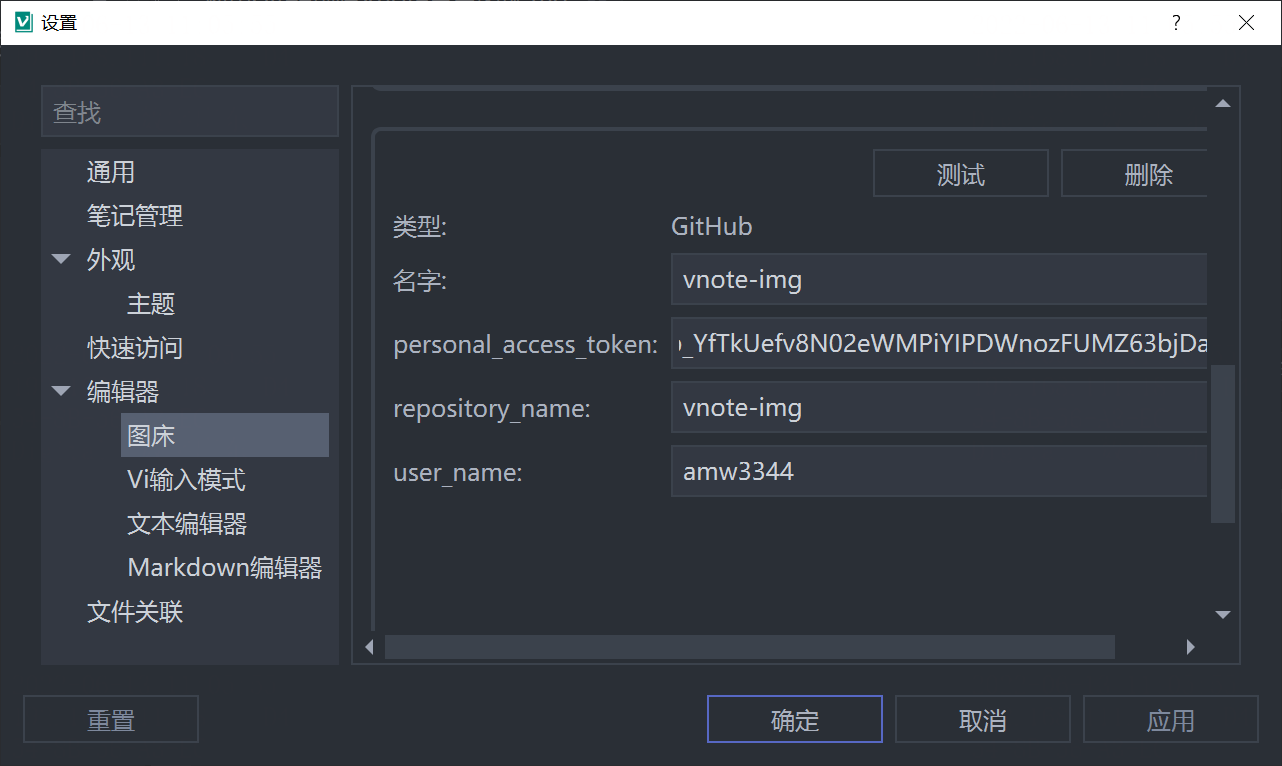 设置
查找
通用
笔记管理
外观
主题
快速访问
编辑器
图床
Vi输入模式
文本编辑器
Markdown编辑器
文件关联
测试 删除
类型: GitHub
名字: vnote-img
personal_access_token:
repository_name: vnote-img
user_name: amw3344
重置 确定 取消 应用